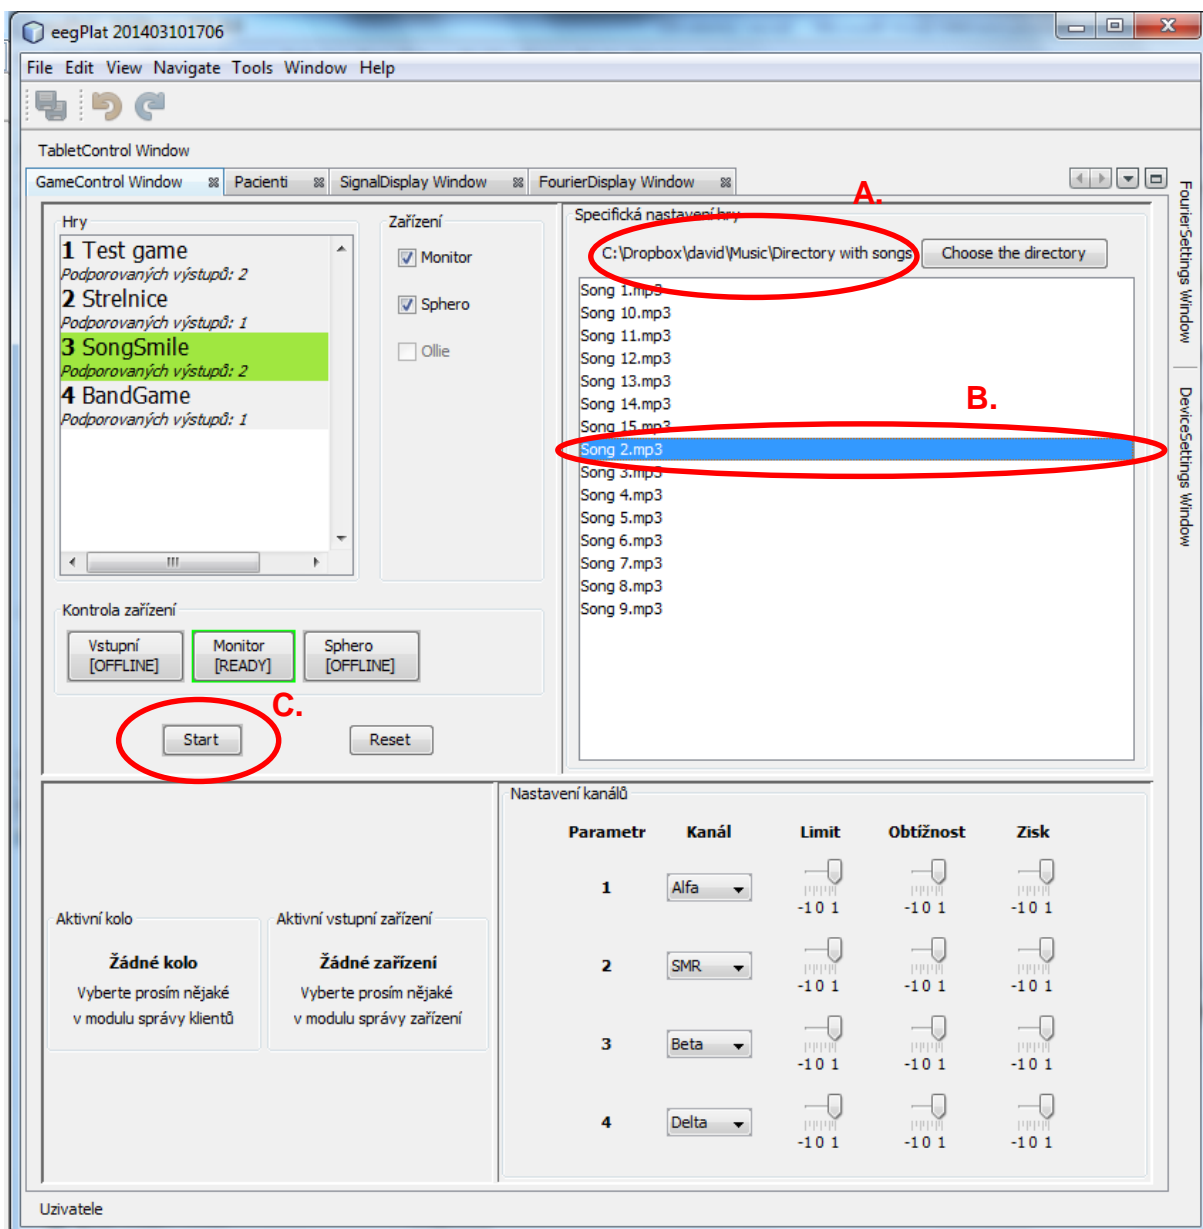 eegPlat 201403101706
File Edit View Navigate Tools Window Help
TabletControl Window
GameControl Window Pacienti SignalDisplay Window FourierDisplay Window
A.
Hry
1 Test game
Podporovaných výstupů: 2
2 Strelnice
Podporovaných výstupů: 1
3 SongSmile
Podporovaných výstupů: 2
4 BandGame
Podporovaných výstupů: 1
Zařízení
Monitor
Sphero
Ollie
Specifická nastavení hry
C:\Dropbox\david\Music\Directory with songs Choose the directory
Song 1.mp3
Song 10.mp3
Song 11.mp3
Song 12.mp3
Song 13.mp3
Song 14.mp3
Song 15.mp3
B.
Song 2.mp3
Song 3.mp3
Song 4.mp3
Song 5.mp3
Song 6.mp3
Song 7.mp3
Song 8.mp3
Song 9.mp3
FourierSettings Window
DeviceSettings Window
Kontrola zařízení
Vstupní
[OFFLINE]
Monitor
[READY]
Sphero
[OFFLINE]
C.
Start Reset
Aktivní kolo
Žádné kolo
Vyberte prosím nějaké
v modulu správy klientů
Aktivní vstupní zařízení
Žádné zařízení
Vyberte prosím nějaké
v modulu správy zařízení
Nastavení kanálů
Parametr Kanál Limit Obtížnost Zisk
1 Alfa
-1 0 1 -1 0 1 -1 0 1
2 SMR
-1 0 1 -1 0 1 -1 0 1
3 Beta
-1 0 1 -1 0 1 -1 0 1
4 Delta
-1 0 1 -1 0 1 -1 0 1
Uzivatele